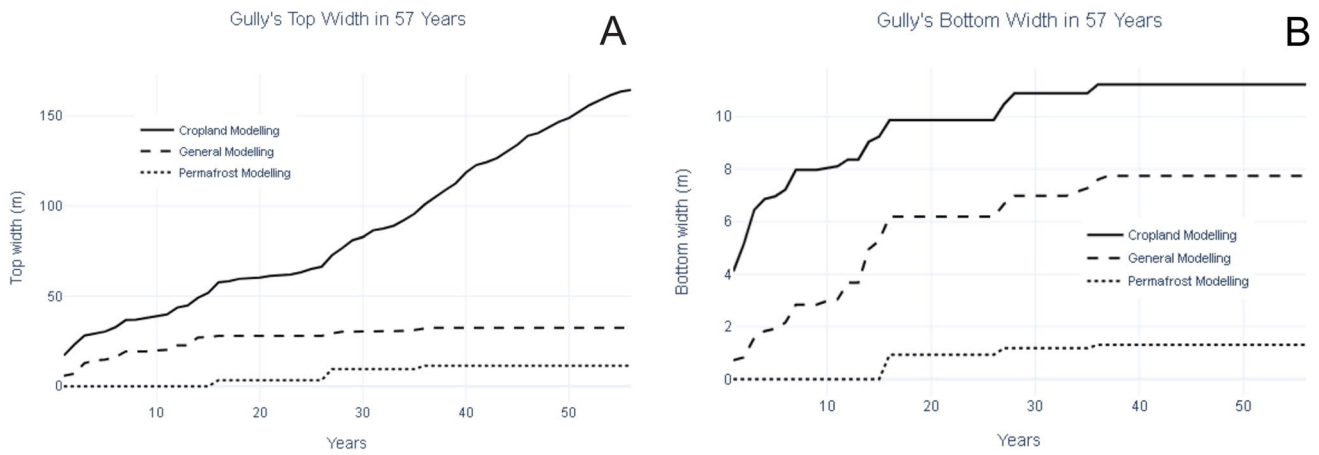 Gully's Top Width in 57 Years
A
150
100
50
0
Top width (m)
Cropland Modelling
General Modelling
Permafrost Modelling
10
20
30
40
50
Years
Gully's Bottom Width in 57 Years
B
10
8
6
4
2
0
Bottom width (m)
Cropland Modelling
General Modelling
Permafrost Modelling
10
20
30
40
50
Years